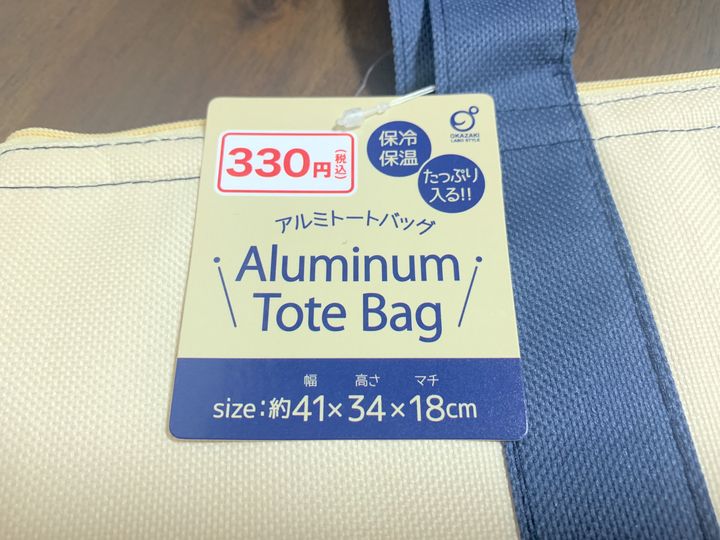 330円(税込)
保冷
保温
たっぷり
入る!!
OKAZAKI
LABO STYLE
アルミトートバッグ
Aluminum
Tote Bag
幅 高さ マチ
size:約41×34×18cm